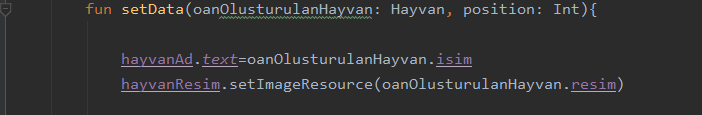 fun setData(oanOlusturulanHayvan: Hayvan, position: Int){
hayvanAd.text=oanOlusturulanHayvan.isim
hayvanResim.setImageResource(oanOlusturulanHayvan.resim)